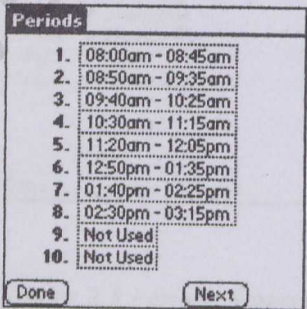 Periods
1. 08:00am - 08:45am
2. 08:50am - 09:35am
3. 09:40am - 10:25am
4. 10:30am - 11:15am
5. 11:20am - 12:05pm
6. 12:50pm - 01:35pm
7. 01:40pm - 02:25pm
8. 02:30pm - 03:15pm
9. Not Used
10. Not Used
Done Next